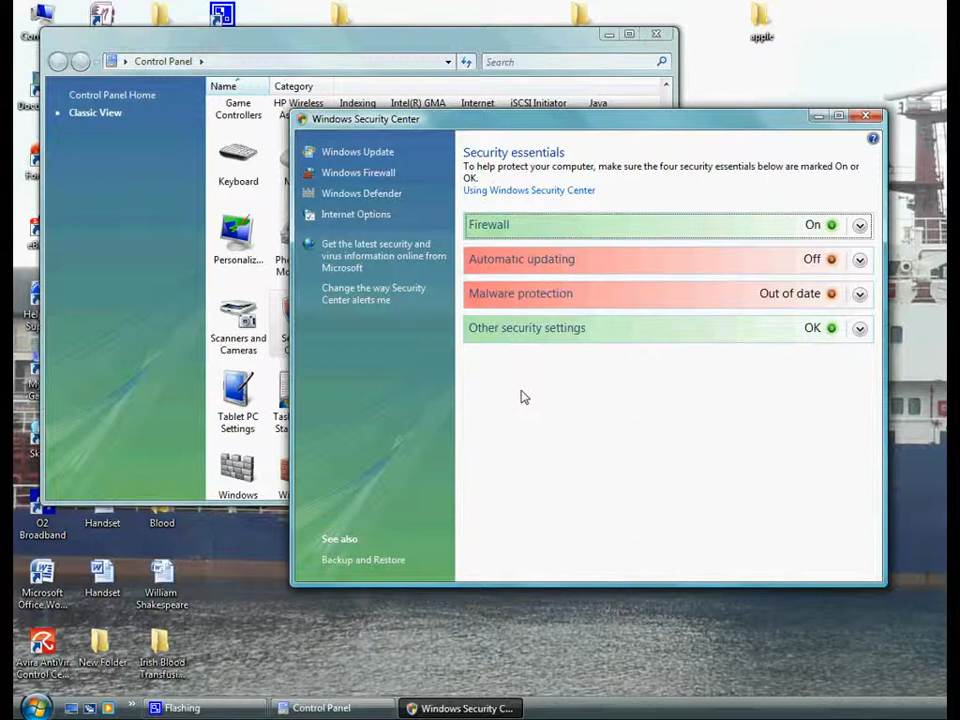 apple
Control Panel
Search
Control Panel Home
Classic View
Name
Category
Game
Controllers
HP Wireless
Indexing
Intel(R) GMA
Internet
iSCSI Initiator
Java
Keyboard
Personaliz...
Scanners and
Cameras
Tablet PC
Settings
Windows
Windows Security Center
Windows Update
Windows Firewall
Windows Defender
Internet Options
Get the latest security and
virus information online from
Microsoft
Change the way Security
Center alerts me
See also
Backup and Restore
Security essentials
To help protect your computer, make sure the four security essentials below are marked On or
OK.
Using Windows Security Center
Firewall On
Automatic updating Off
Malware protection Out of date
Other security settings OK
O2
Broadband
Handset
Blood
Microsoft
Office Wo...
Handset
William
Shakespeare
Avira AntiVir
Control Ce...
New Folder
Irish Blood
Transfusi...
Flashing
Control Panel
Windows Security C...